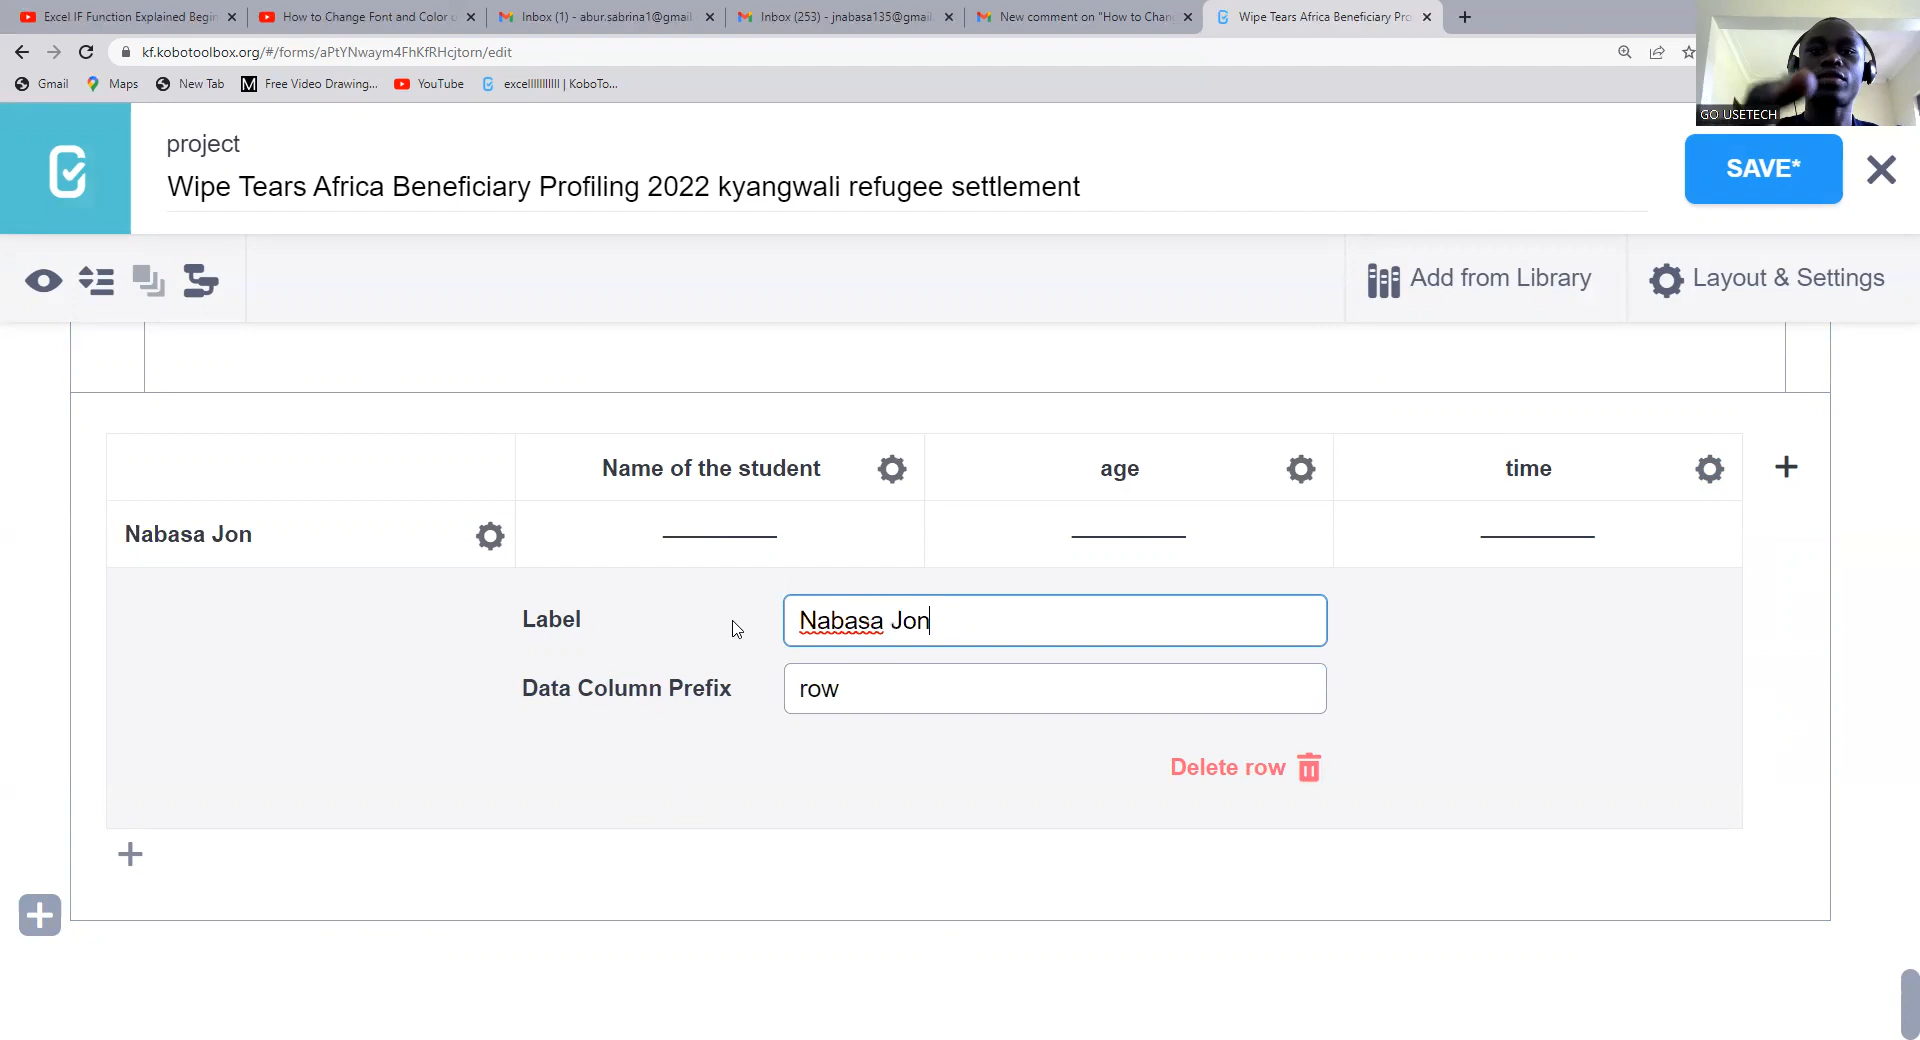 Excel IF Function Explained Begin
How to Change Font and Color o
Inbox (1) - abur.sabrina1@gmail.
Inbox (253) - jnabasa135@gmail.
New comment on "How to Chan
Wipe Tears Africa Beneficiary Pro
kf.kobotoolbox.org/#/forms/aPtYNwaym4FhKfRHcjtorn/edit
Gmail
Maps
New Tab
Free Video Drawing...
YouTube
excelllllllllll | KoboTo...
GO USETECH
project
Wipe Tears Africa Beneficiary Profiling 2022 kyangwali refugee settlement
SAVE*
Add from Library
Layout & Settings
Name of the student
age
time
Nabasa Jon
Label
Nabasa Jon
Data Column Prefix
row
Delete row